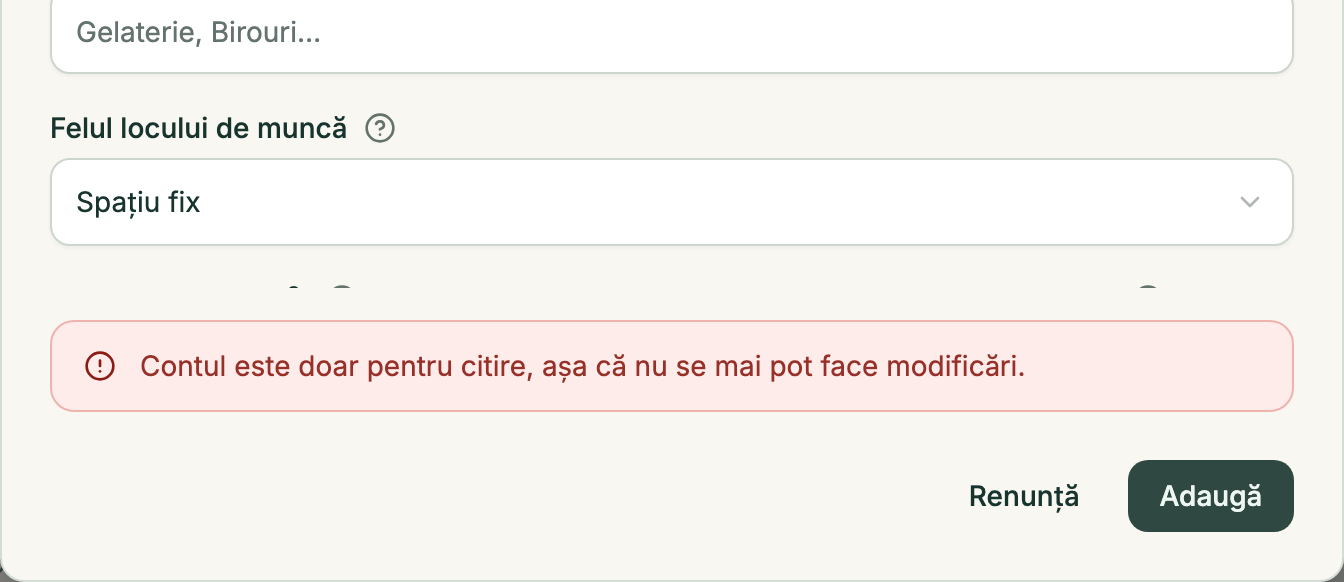 Gelaterie, Birouri...
Felul locului de muncă
Spațiu fix
Contul este doar pentru citire, așa că nu se mai pot face modificări.
Renunță
Adaugă